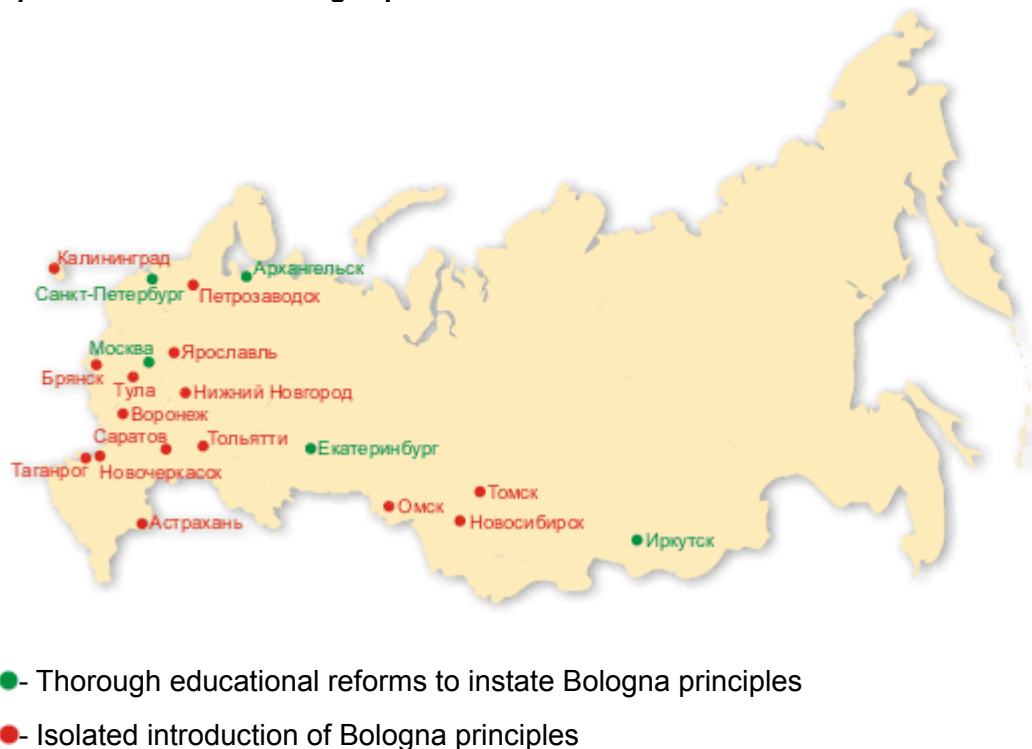 Калининград
Архангельск
Санкт-Петербург
Петрозаводск
Москва
Ярославль
Брянск
Тула
Нижний Новгород
Воронеж
Саратов
Тольятти
Екатеринбург
Таганрог
Новочеркасск
Томск
Омск
Новосибирск
Астрахань
Иркутск
- Thorough educational reforms to instate Bologna principles
- Isolated introduction of Bologna principles